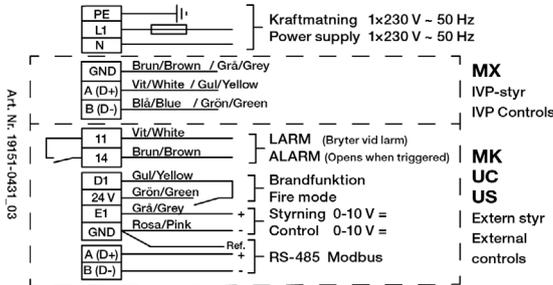 PE
L1
N
Kraftmatning 1×230 V ~ 50 Hz
Power supply 1×230 V ~ 50 Hz
GND Brun/Brown / Grå/Grey
A (D+) Vit/White / Gul/Yellow
B (D-) Blå/Blue / Grön/Green
MX
IVP-styr
IVP Controls
11 Vit/White
14 Brun/Brown
LARM (Bryter vid larm)
ALARM (Opens when triggered)
D1 Gul/Yellow
24 V Grön/Green
Brandfunktion
Fire mode
E1 Grå/Grey +
GND Rosa/Pink -
Styrning 0-10 V =
Control 0-10 V =
Ref.
A (D+) +
B (D-) -
RS-485 Modbus
MK
UC
US
Extern styr
External
controls
Art. Nr. 19151-0431_03